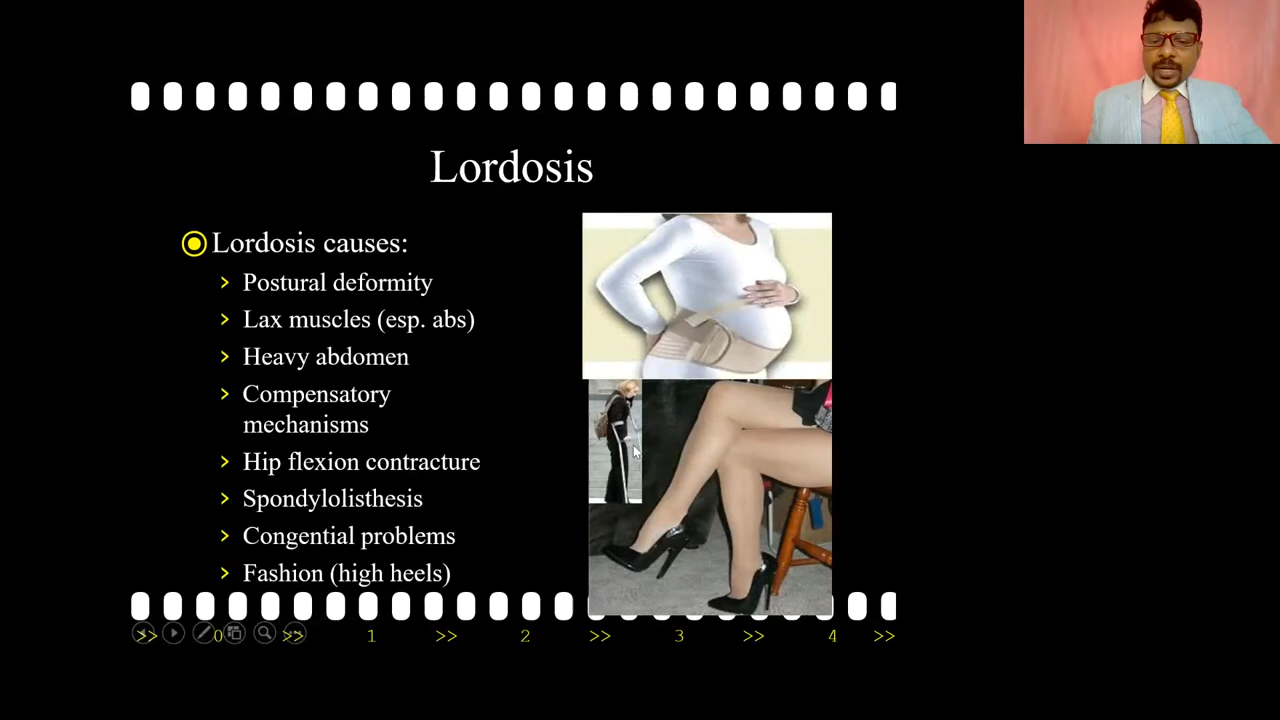 Lordosis
Lordosis causes:
> Postural deformity
> Lax muscles (esp. abs)
> Heavy abdomen
> Compensatory
mechanisms
> Hip flexion contracture
> Spondylolisthesis
> Congential problems
> Fashion (high heels)
>> 0 >> 1 >> 2 >> 3 >> 4 >>